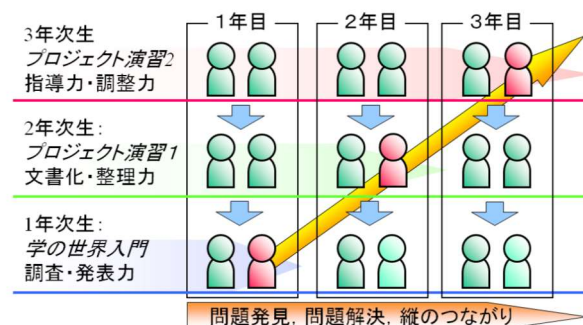 1年目
2年目
3年目
3年次生
プロジェクト演習2
指導力・調整力
2年次生：
プロジェクト演習1
文書化・整理力
1年次生：
学の世界入門
調査・発表力
問題発見，問題解決，縦のつながり